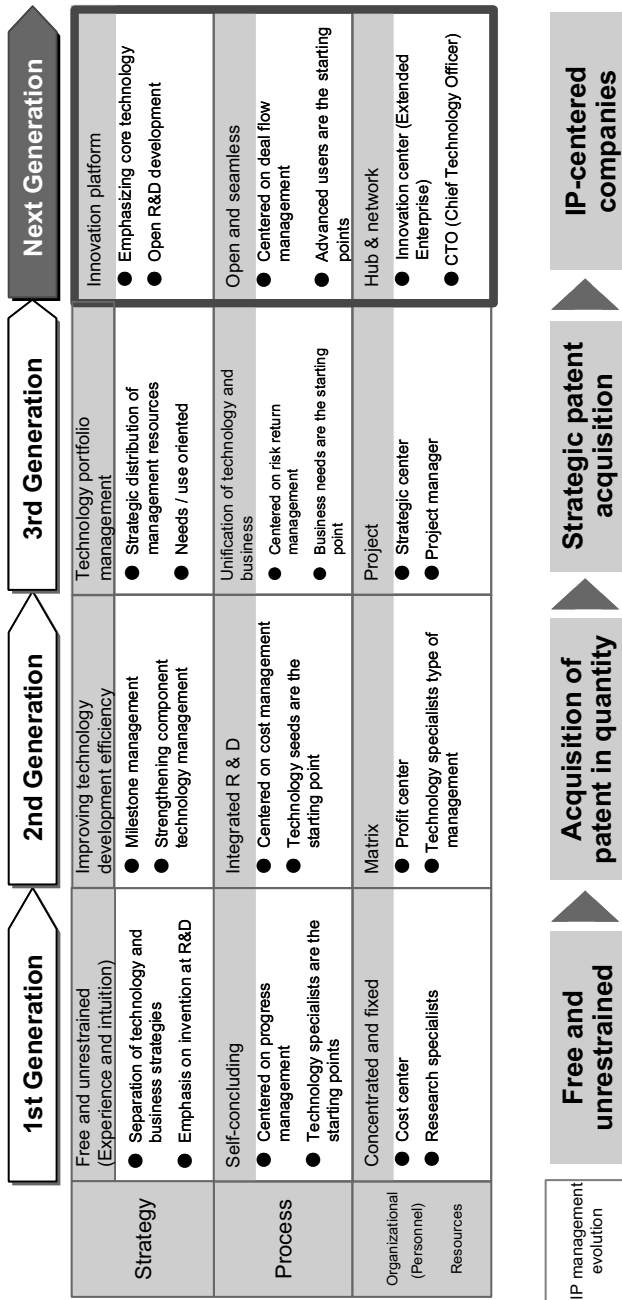 1st Generation
2nd Generation
3rd Generation
Next Generation
Strategy
Free and unrestrained
(Experience and intuition)
● Separation of technology and
business strategies
● Emphasis on invention at R&D
Improving technology
development efficiency
● Milestone management
● Strengthening component
technology management
Technology portfolio
management
● Strategic distribution of
management resources
● Needs / use oriented
Innovation platform
● Emphasizing core technology
● Open R&D development
Process
Self-concluding
● Centered on progress
management
● Technology specialists are the
starting points
Integrated R & D
● Centered on cost management
● Technology seeds are the
starting point
Unification of technology and
business
● Centered on risk return
management
● Business needs are the starting
point
Open and seamless
● Centered on deal flow
management
● Advanced users are the starting
points
Organizational
(Personnel)
Resources
Concentrated and fixed
● Cost center
● Research specialists
Matrix
● Profit center
● Technology specialists type of
management
Project
● Strategic center
● Project manager
Hub & network
● Innovation center (Extended
Enterprise)
● CTO (Chief Technology Officer)
IP management
evolution
Free and
unrestrained
Acquisition of
patent in quantity
Strategic patent
acquisition
IP-centered
companies